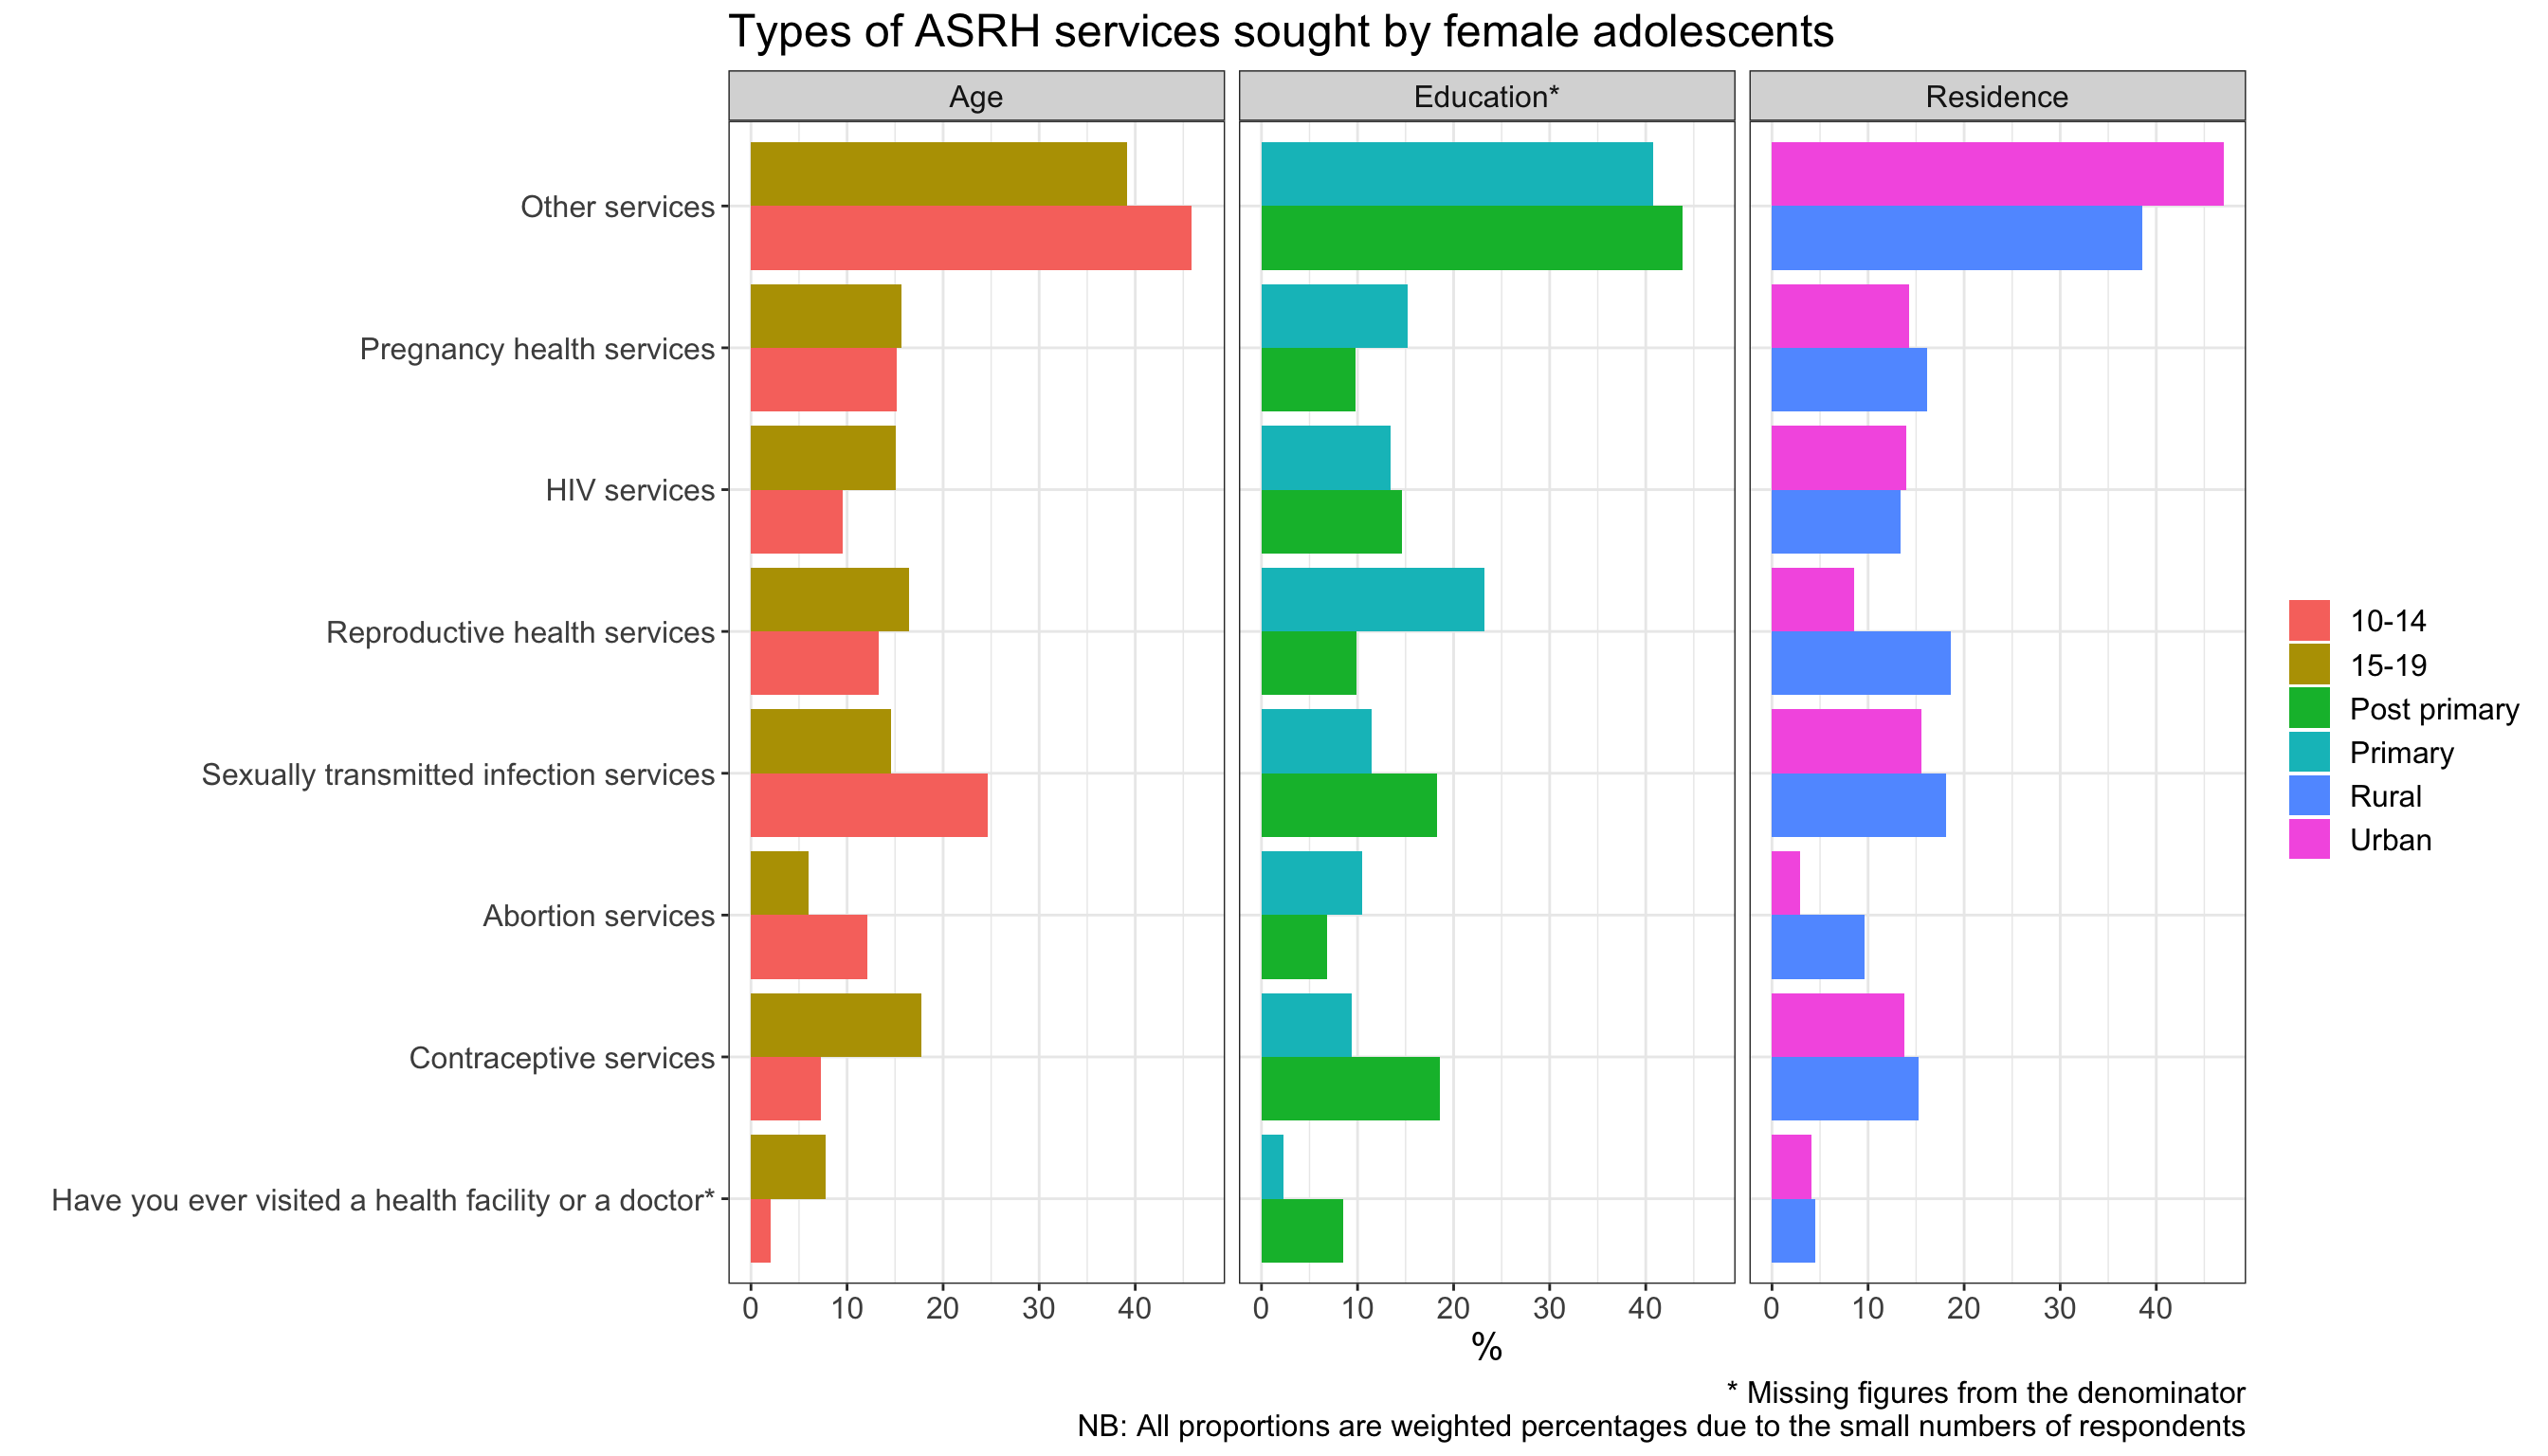 Types of ASRH services sought by female adolescents
Age
Education*
Residence
Other services
Pregnancy health services
HIV services
Reproductive health services
Sexually transmitted infection services
Abortion services
Contraceptive services
Have you ever visited a health facility or a doctor*
0 10 20 30 40
0 10 20 30 40
0 10 20 30 40
%
10-14
15-19
Post primary
Primary
Rural
Urban
* Missing figures from the denominator
NB: All proportions are weighted percentages due to the small numbers of respondents